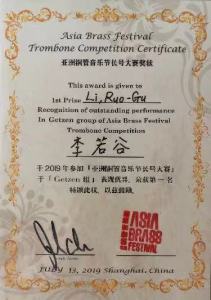 Asia Brass Festival
Trombone Competition Certificate
亚洲铜管音乐节长号大赛奖状
This award is given to
1st Prize Li, Ruo-Gu
Recognition of outstanding performance
In Getzen group of Asia Brass Festival
Trombone Competition
李若谷
于2019年参加『亚洲铜管音乐节长号大赛』
于「Getzen 组」表现优异，荣获第一名
特颁此状，以兹鼓励。
ASIA
BRASS
FESTIVAL
JULY 13, 2019 Shanghai, China